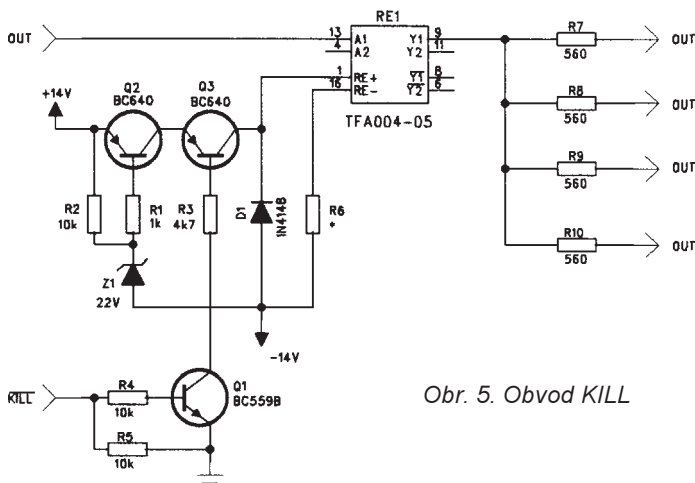 RE1
OUT
13 A1
4 A2
1 RE+
16 RE-
Y1 9
Y2 11
Y1 8
Y2 6
TFA004-05
R7
560
OUT
R8
560
OUT
R9
560
OUT
R10
560
OUT
+14V
Q2
BC640
Q3
BC640
R2
10k
R1
1k
R3
4k7
D1
1N4148
R6
*
Z1
22V
-14V
KILL
R4
10k
R5
10k
Q1
BC559B
Obr. 5. Obvod KILL